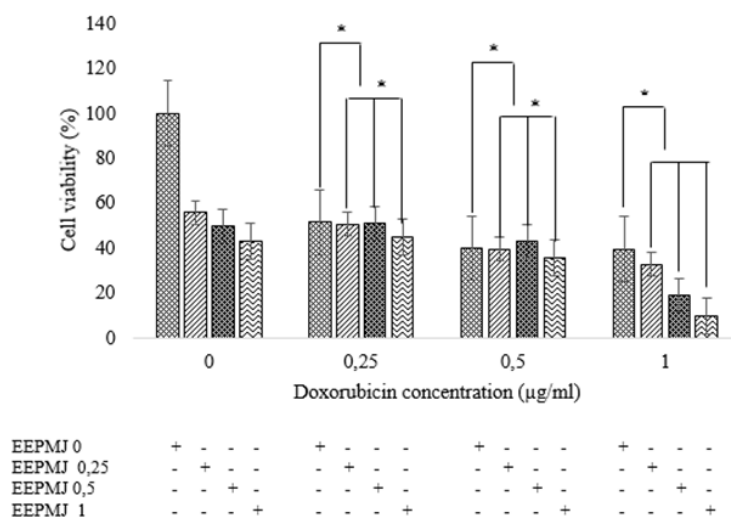 140
120
100
80
60
40
20
0
Cell viability (%)
* * * * *
0 0,25 0,5 1
Doxorubicin concentration (µg/ml)
EEPMJ 0 + - - - + - - - + - - - + - - -
EEPMJ 0,25 - + - - - + - - - + - - - + - -
EEPMJ 0,5 - - + - - - + - - - + - - - + -
EEPMJ 1 - - - + - - - + - - - + - - - +